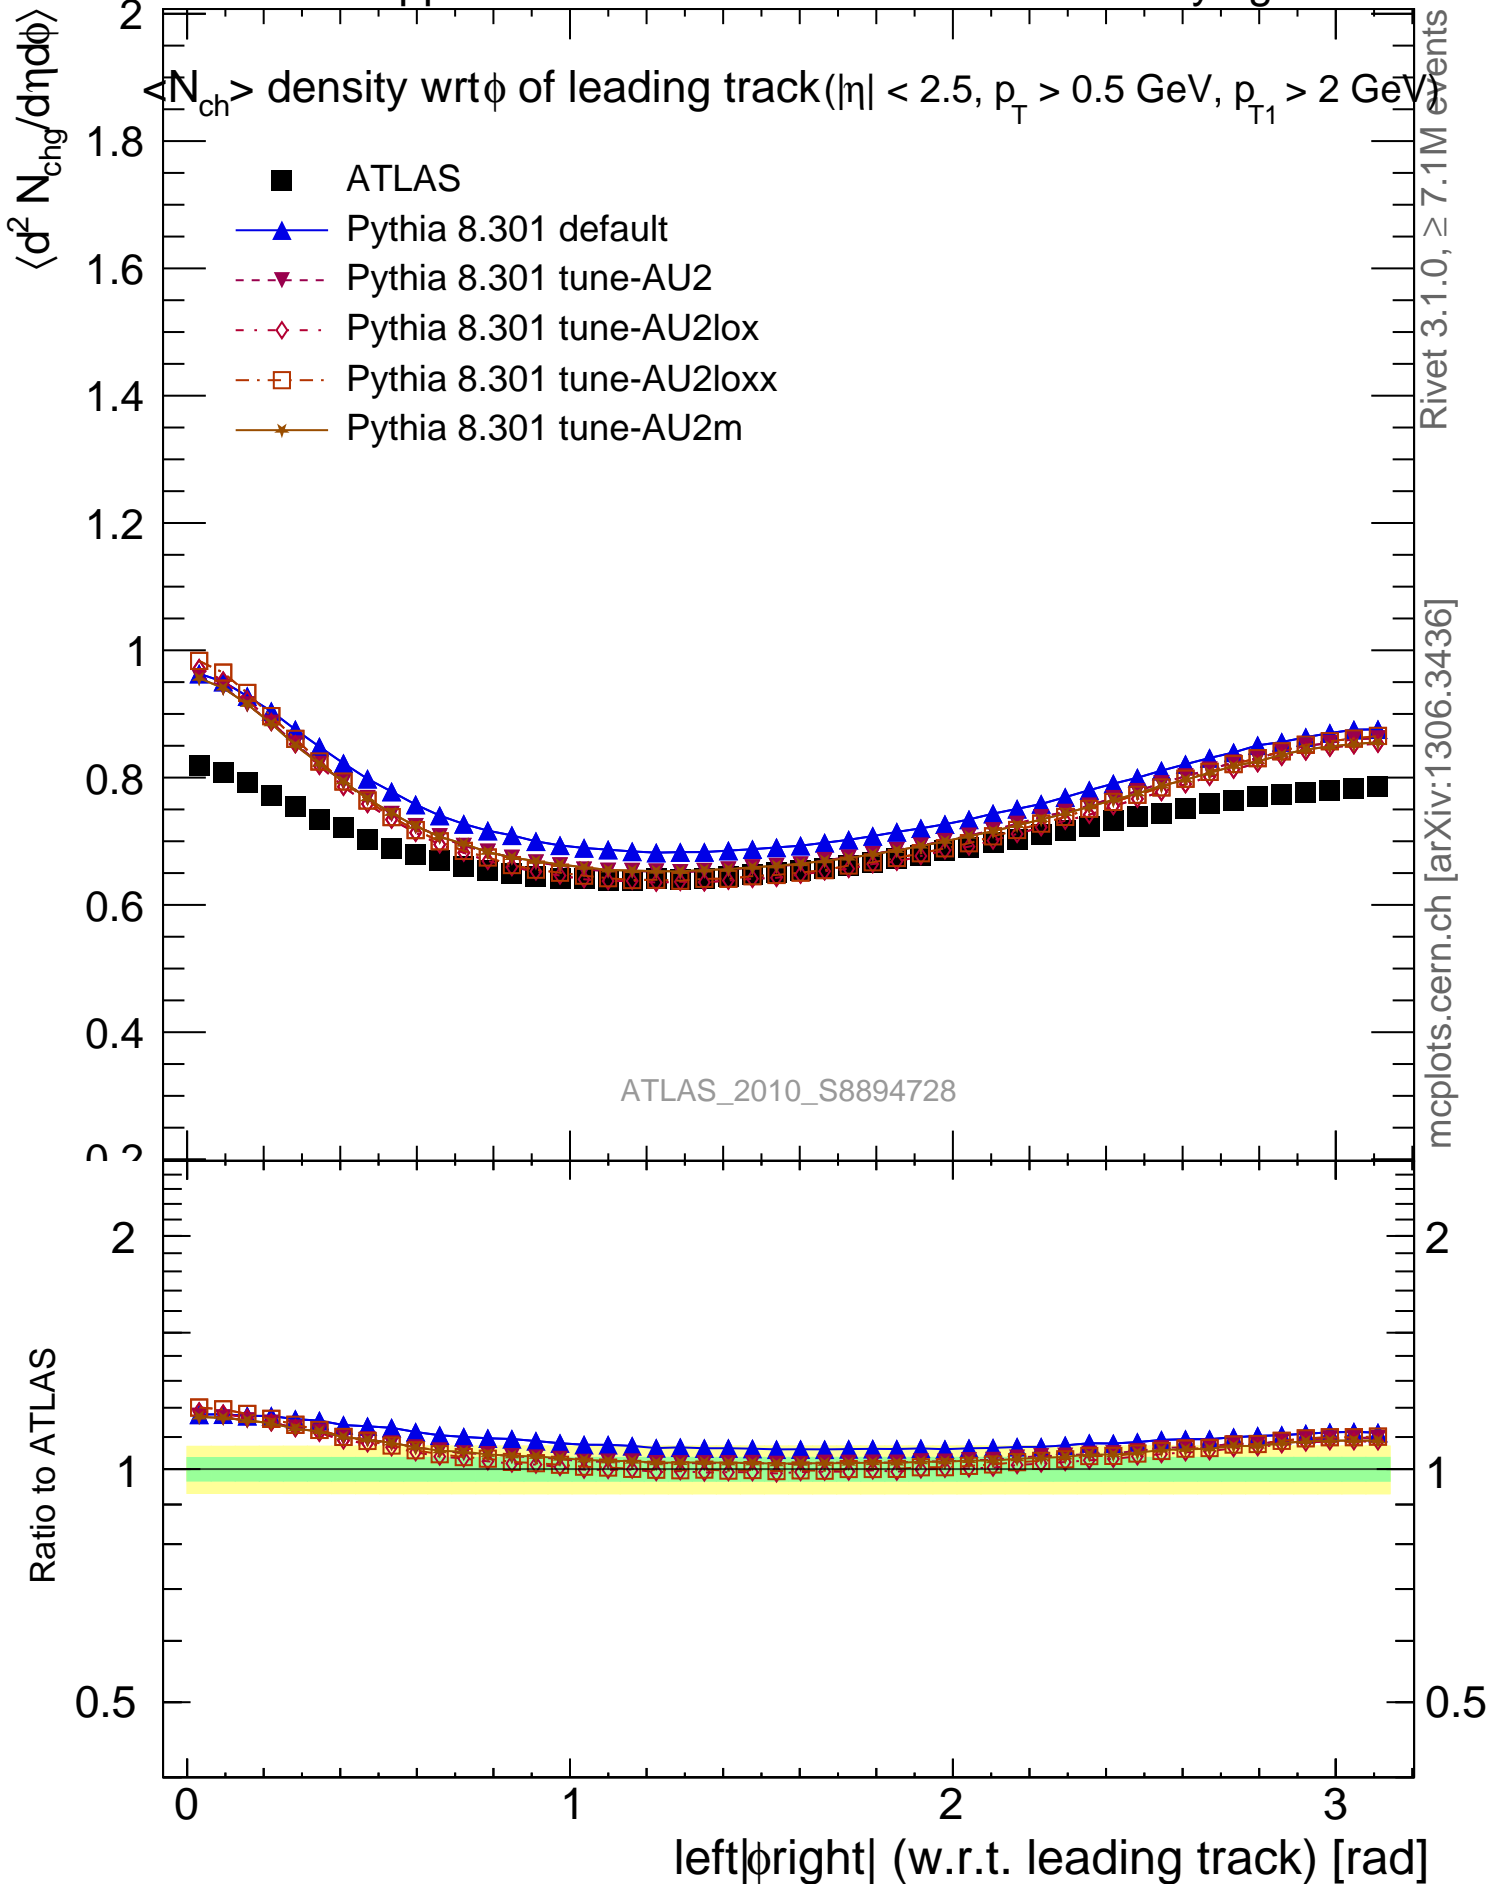 <N_ch> density wrtφ of leading track(|η| < 2.5, p_T > 0.5 GeV, p_T1 > 2 GeV)
⟨d² N_chg/dηdφ⟩
ATLAS
Pythia 8.301 default
Pythia 8.301 tune-AU2
Pythia 8.301 tune-AU2lox
Pythia 8.301 tune-AU2loxx
Pythia 8.301 tune-AU2m
2
1.8
1.6
1.4
1.2
1
0.8
0.6
0.4
0.2
ATLAS_2010_S8894728
Rivet 3.1.0, ≥ 7.1M events
mcplots.cern.ch [arXiv:1306.3436]
Ratio to ATLAS
2
1
0.5
2
1
0.5
0 1 2 3
left|φright| (w.r.t. leading track) [rad]